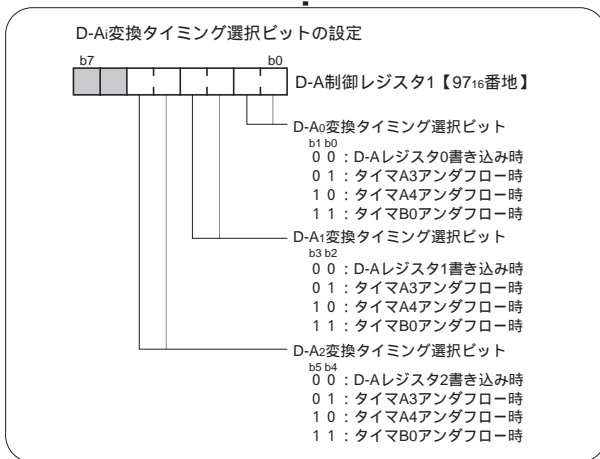 D-Ai変換タイミング選択ビットの設定
b7 b0
D-A制御レジスタ1【9716番地】
D-A0変換タイミング選択ビット
b1 b0
0 0：D-Aレジスタ0書き込み時
0 1：タイマA3アンダフロー時
1 0：タイマA4アンダフロー時
1 1：タイマB0アンダフロー時
D-A1変換タイミング選択ビット
b3 b2
0 0：D-Aレジスタ1書き込み時
0 1：タイマA3アンダフロー時
1 0：タイマA4アンダフロー時
1 1：タイマB0アンダフロー時
D-A2変換タイミング選択ビット
b5 b4
0 0：D-Aレジスタ2書き込み時
0 1：タイマA3アンダフロー時
1 0：タイマA4アンダフロー時
1 1：タイマB0アンダフロー時